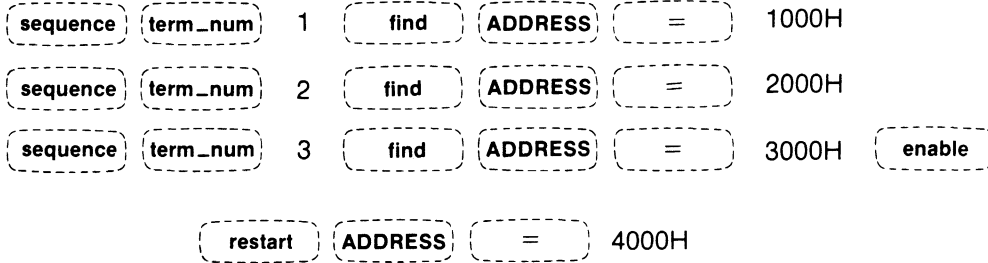 sequence term_num 1 find ADDRESS = 1000H
sequence term_num 2 find ADDRESS = 2000H
sequence term_num 3 find ADDRESS = 3000H enable
restart ADDRESS = 4000H